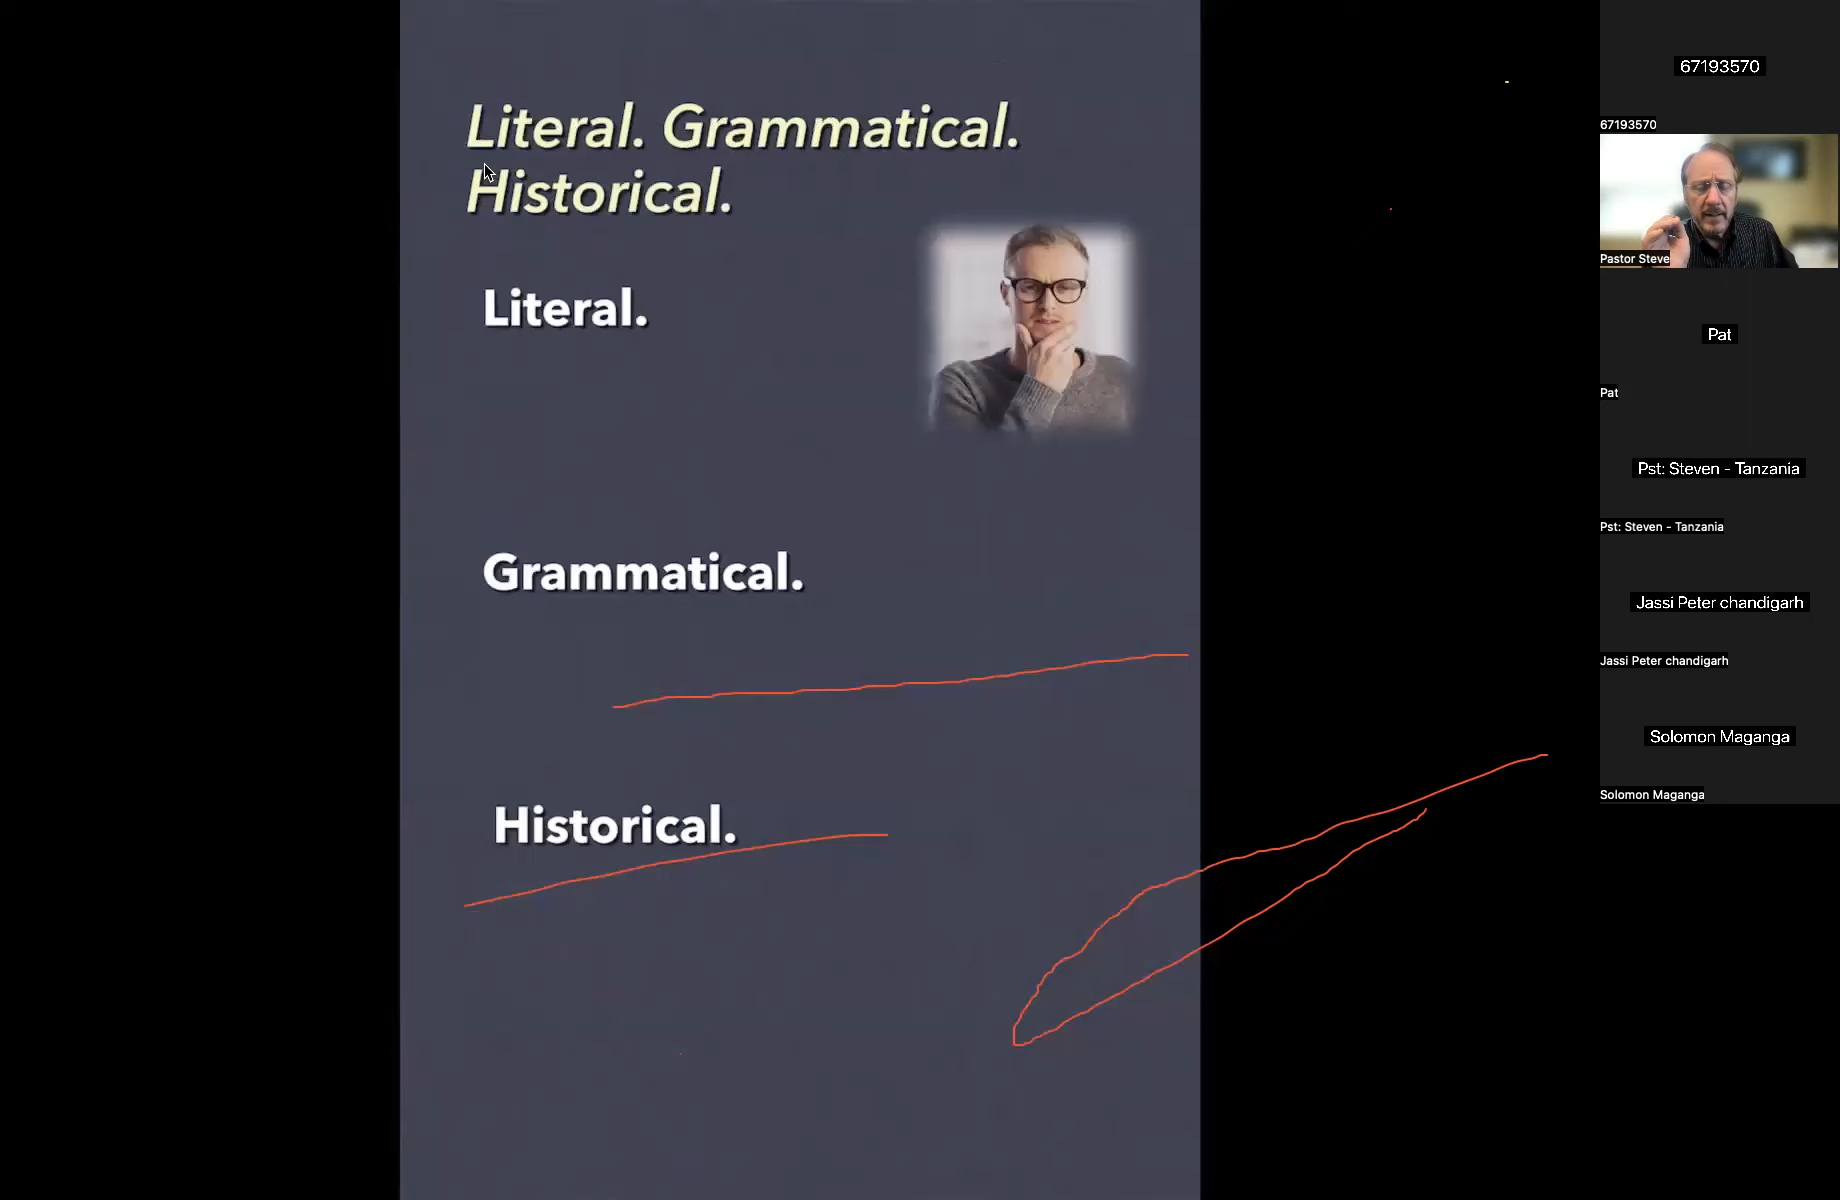 Literal. Grammatical.
Historical.
Literal.
Grammatical.
Historical.
67193570
67193570
Pastor Steve
Pat
Pat
Pst: Steven - Tanzania
Pst: Steven - Tanzania
Jassi Peter chandigarh
Jassi Peter chandigarh
Solomon Maganga
Solomon Maganga